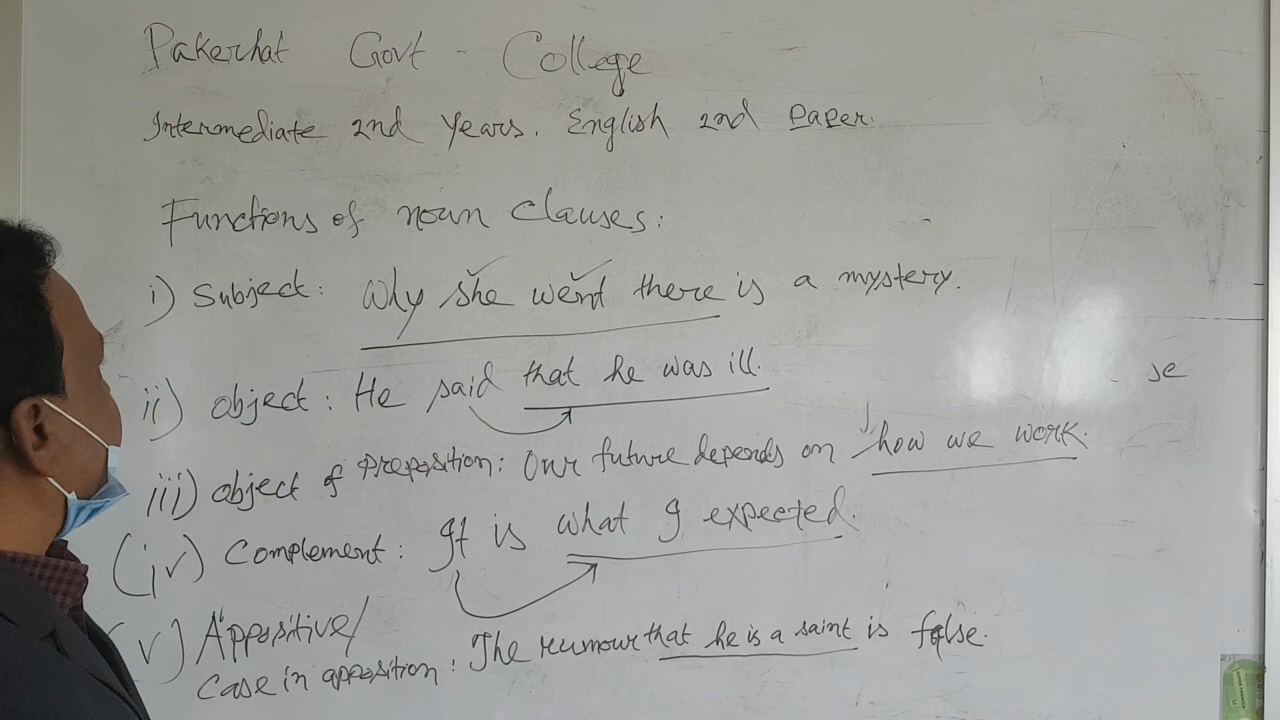 Pakerhat Govt - College
Intermediate 2nd years. English 2nd Paper.
Functions of noun clauses:
i) Subject: Why she went there is a mystery.
ii) object: He said that he was ill.
se
iii) object of preposition: Our future depends on how we work.
(iv) Complement: It is what I expected.
(v) Appositive/
Case in apposition: The rumour that he is a saint is false.